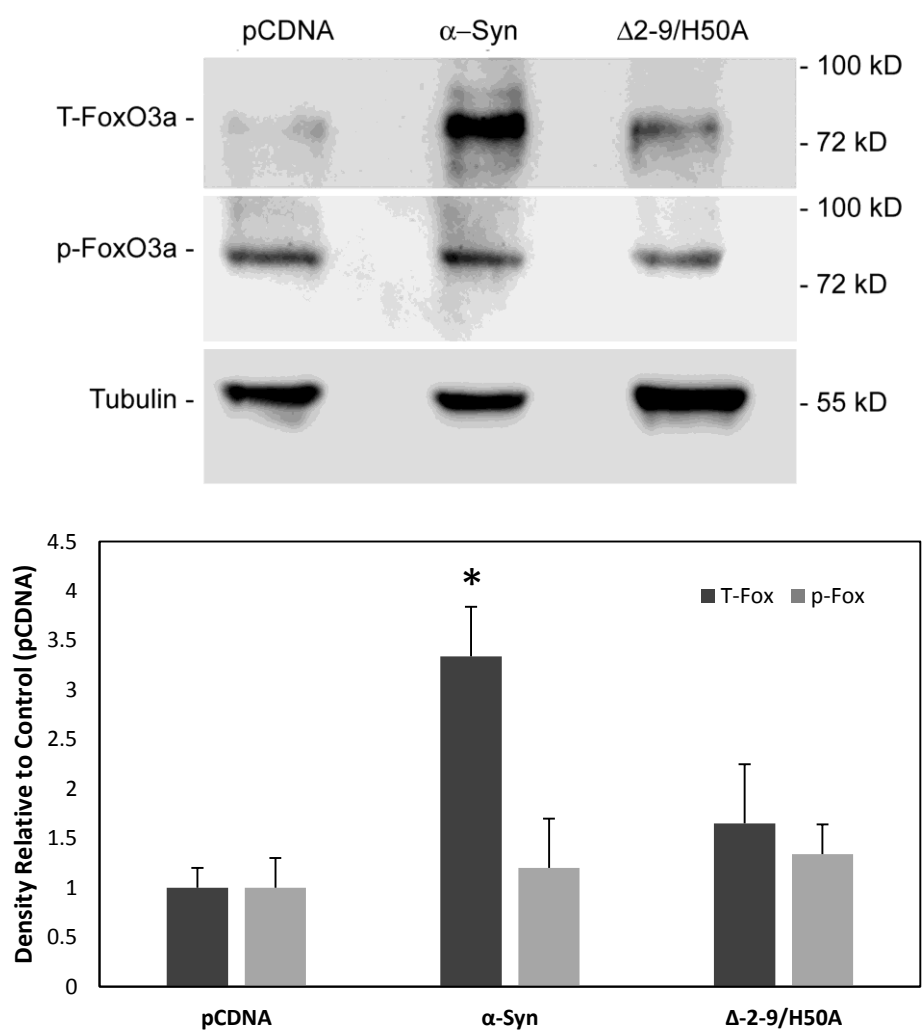 pCDNA α–Syn Δ2-9/H50A
- 100 kD
T-FoxO3a -
- 72 kD
- 100 kD
p-FoxO3a -
- 72 kD
Tubulin - - 55 kD
4.5
4
3.5
3
2.5
2
1.5
1
0.5
0
Density Relative to Control (pCDNA)
*
T-Fox p-Fox
pCDNA α-Syn Δ-2-9/H50A